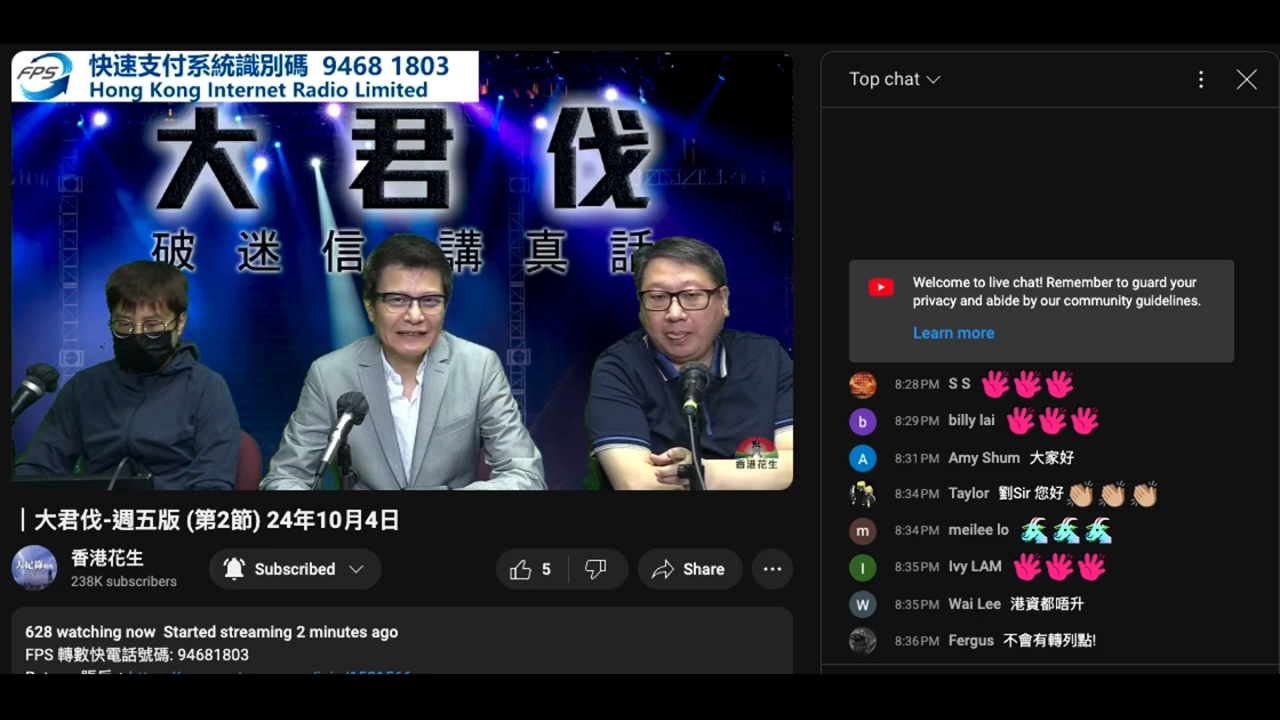 FPS
快速支付系統識別碼 9468 1803
Hong Kong Internet Radio Limited
大君伐
破迷信講真話
香港花生
｜大君伐-週五版 (第2節) 24年10月4日
香港花生
238K subscribers
Subscribed
5
Share
628 watching now Started streaming 2 minutes ago
FPS 轉數快電話號碼: 94681803
Top chat
Welcome to live chat! Remember to guard your
privacy and abide by our community guidelines.
Learn more
8:28PM S S
b 8:29PM billy lai
A 8:31PM Amy Shum 大家好
8:34PM Taylor 劉Sir 您好
m 8:34PM meilee lo
I 8:35PM Ivy LAM
W 8:35PM Wai Lee 港資都唔升
8:36PM Fergus 不會有轉列點!